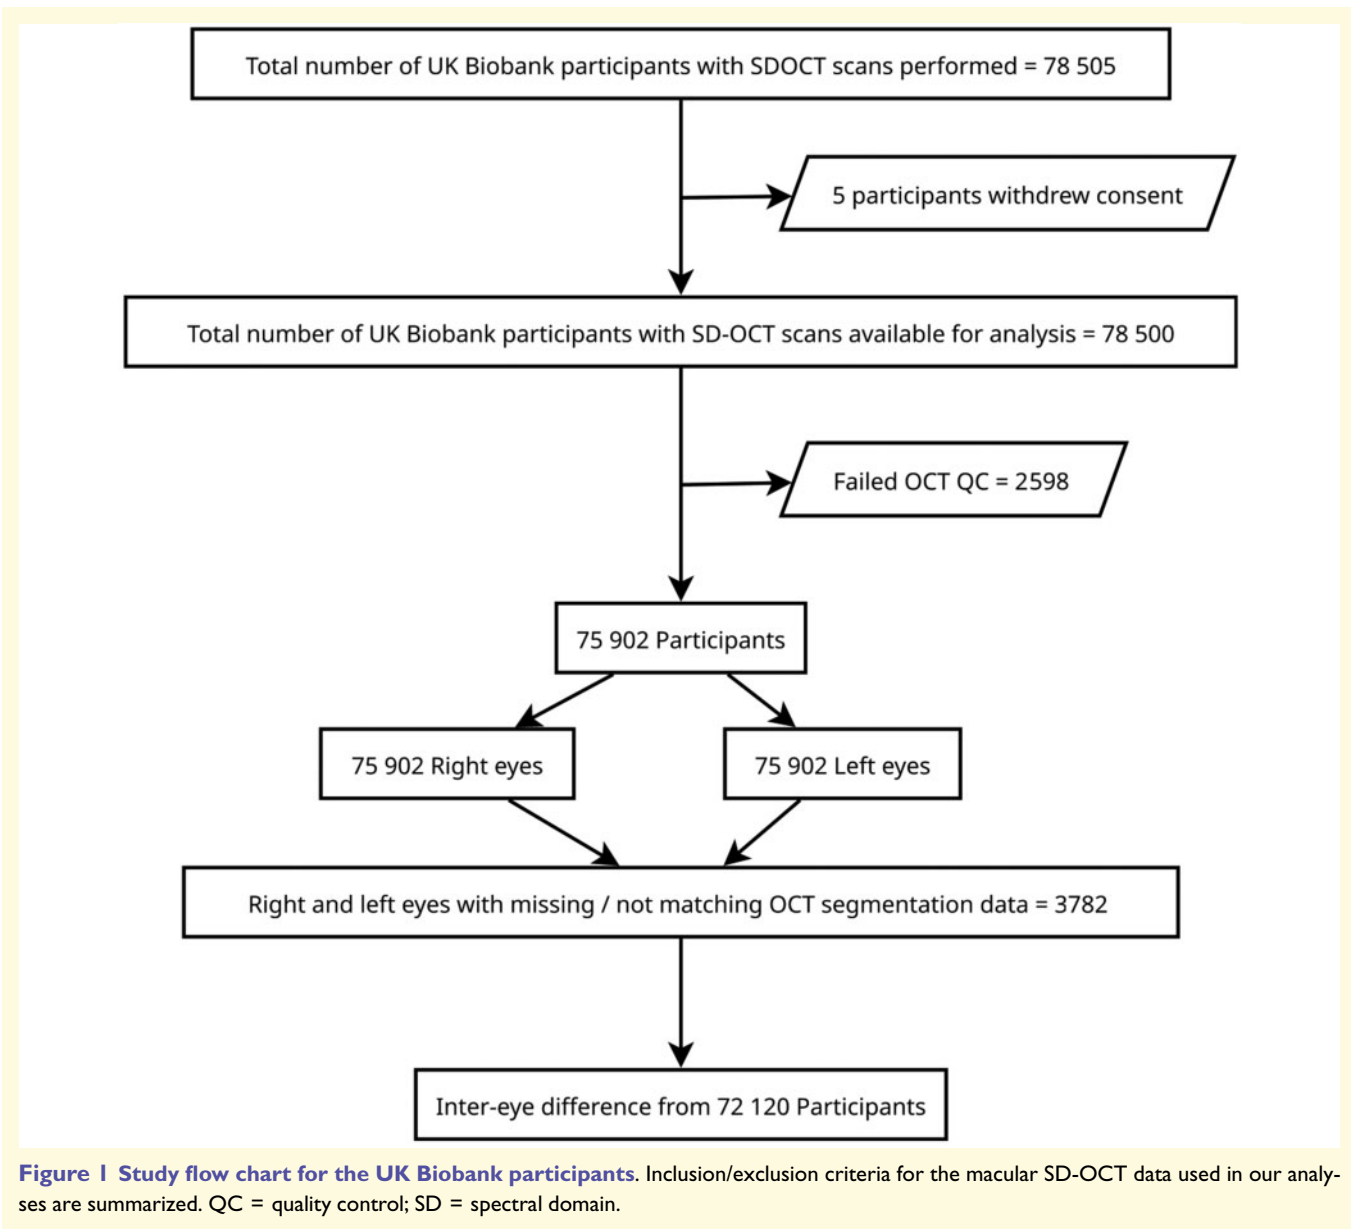 Total number of UK Biobank participants with SDOCT scans performed = 78 505
5 participants withdrew consent
Total number of UK Biobank participants with SD-OCT scans available for analysis = 78 500
Failed OCT QC = 2598
75 902 Participants
75 902 Right eyes
75 902 Left eyes
Right and left eyes with missing / not matching OCT segmentation data = 3782
Inter-eye difference from 72 120 Participants
Figure 1 Study flow chart for the UK Biobank participants. Inclusion/exclusion criteria for the macular SD-OCT data used in our analy-
ses are summarized. QC = quality control; SD = spectral domain.